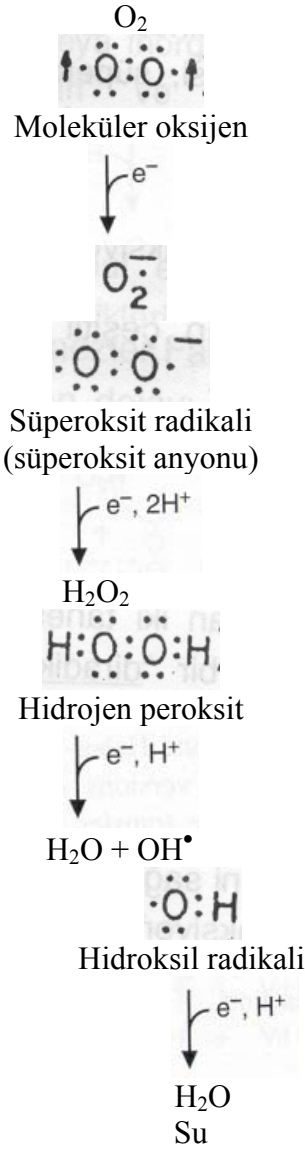 O₂
· O : O ·
Moleküler oksijen
e⁻
O₂·⁻
: O : O · ⁻
Süperoksit radikali
(süperoksit anyonu)
e⁻, 2H⁺
H₂O₂
H : O : O : H
Hidrojen peroksit
e⁻, H⁺
H₂O + OH•
· O : H
Hidroksil radikali
e⁻, H⁺
H₂O
Su